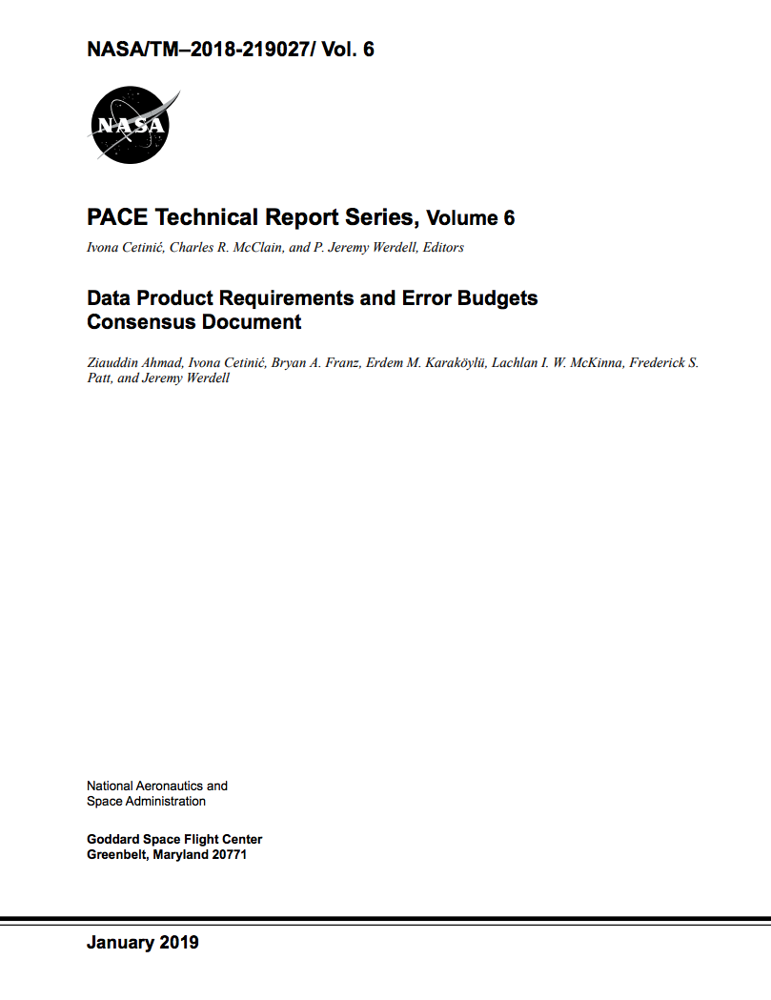 NASA/TM–2018-219027/ Vol. 6
NASA
PACE Technical Report Series, Volume 6
Ivona Cetinić, Charles R. McClain, and P. Jeremy Werdell, Editors
Data Product Requirements and Error Budgets
Consensus Document
Ziauddin Ahmad, Ivona Cetinić, Bryan A. Franz, Erdem M. Karaköylü, Lachlan I. W. McKinna, Frederick S.
Patt, and Jeremy Werdell
National Aeronautics and
Space Administration
Goddard Space Flight Center
Greenbelt, Maryland 20771
January 2019